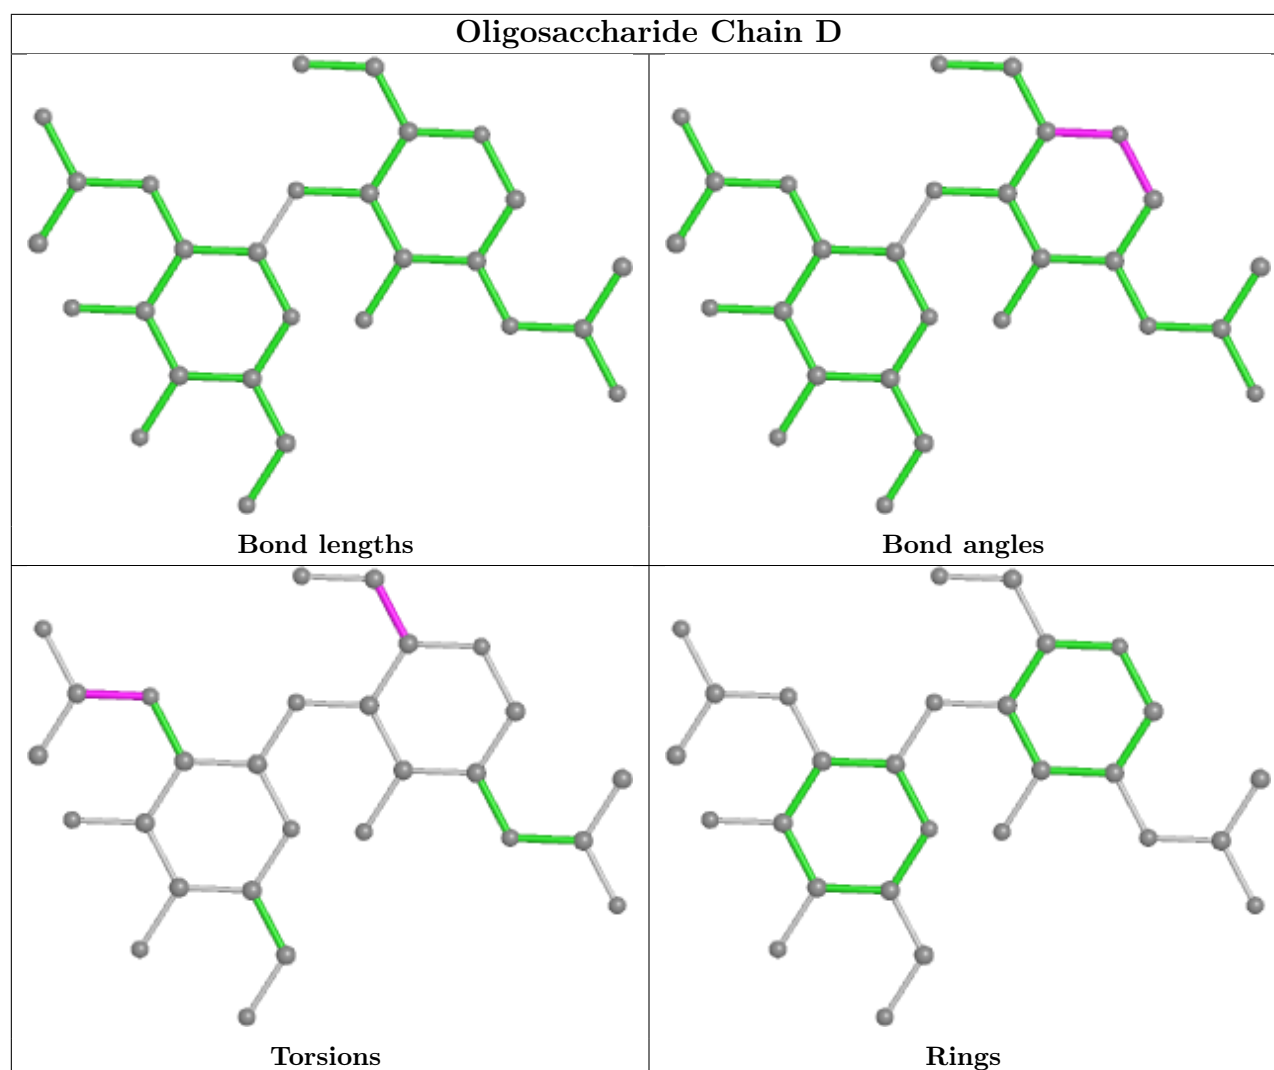 Oligosaccharide Chain D
Bond lengths
Bond angles
Torsions
Rings